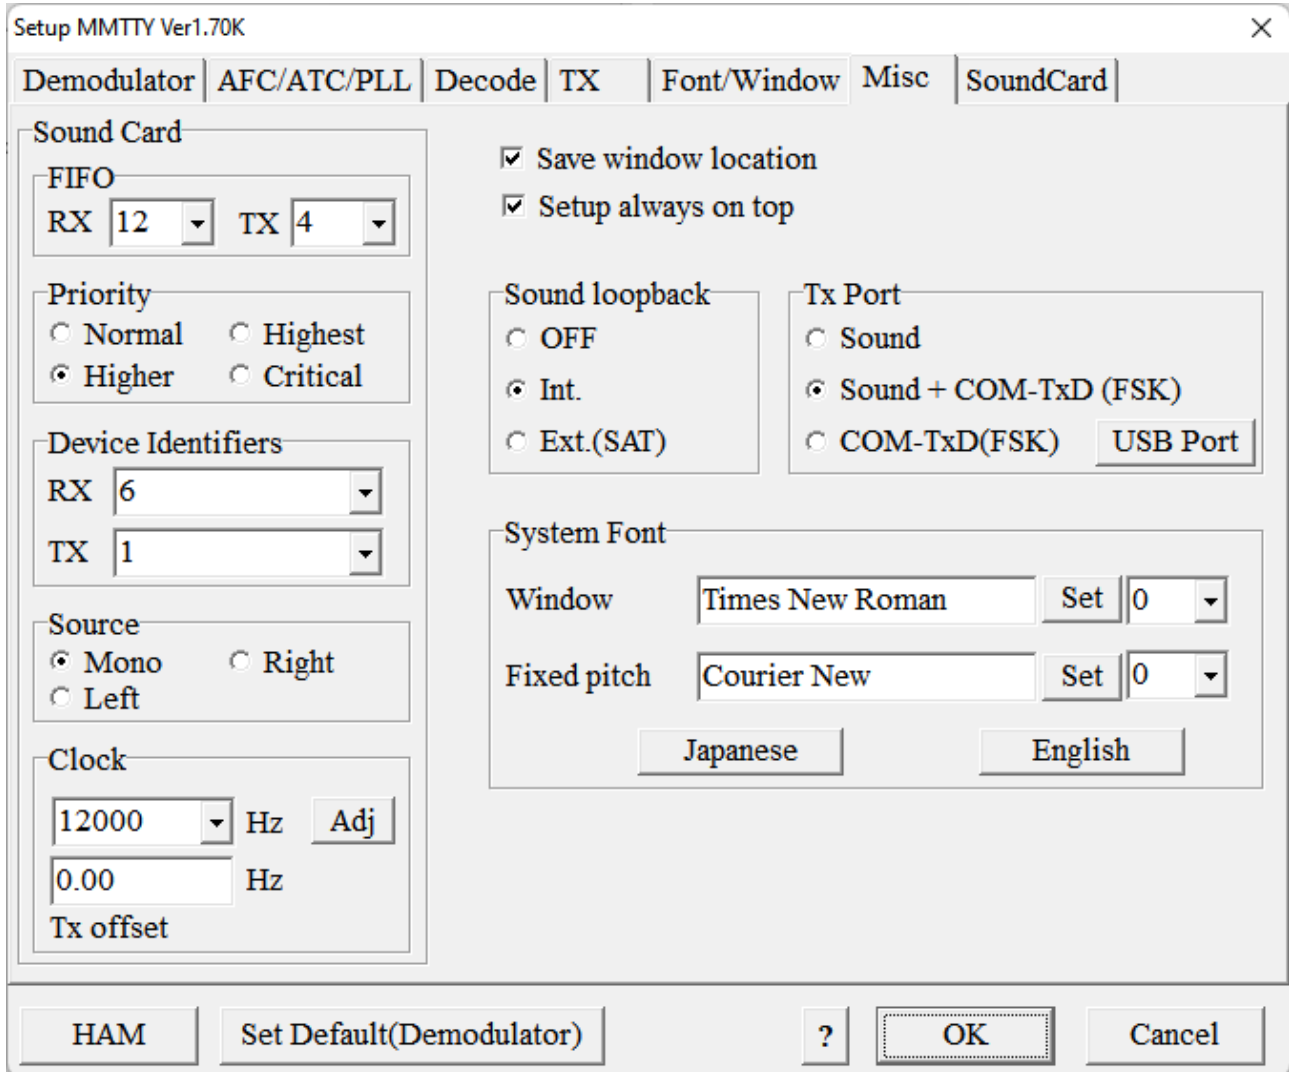 Setup MMTTY Ver1.70K
Demodulator AFC/ATC/PLL Decode TX Font/Window Misc SoundCard
Sound Card
FIFO
RX 12 TX 4
Priority
Normal Highest
Higher Critical
Device Identifiers
RX 6
TX 1
Source
Mono Right
Left
Clock
12000 Hz Adj
0.00 Hz
Tx offset
Save window location
Setup always on top
Sound loopback
OFF
Int.
Ext.(SAT)
Tx Port
Sound
Sound + COM-TxD (FSK)
COM-TxD(FSK) USB Port
System Font
Window Times New Roman Set 0
Fixed pitch Courier New Set 0
Japanese English
HAM Set Default(Demodulator) ? OK Cancel